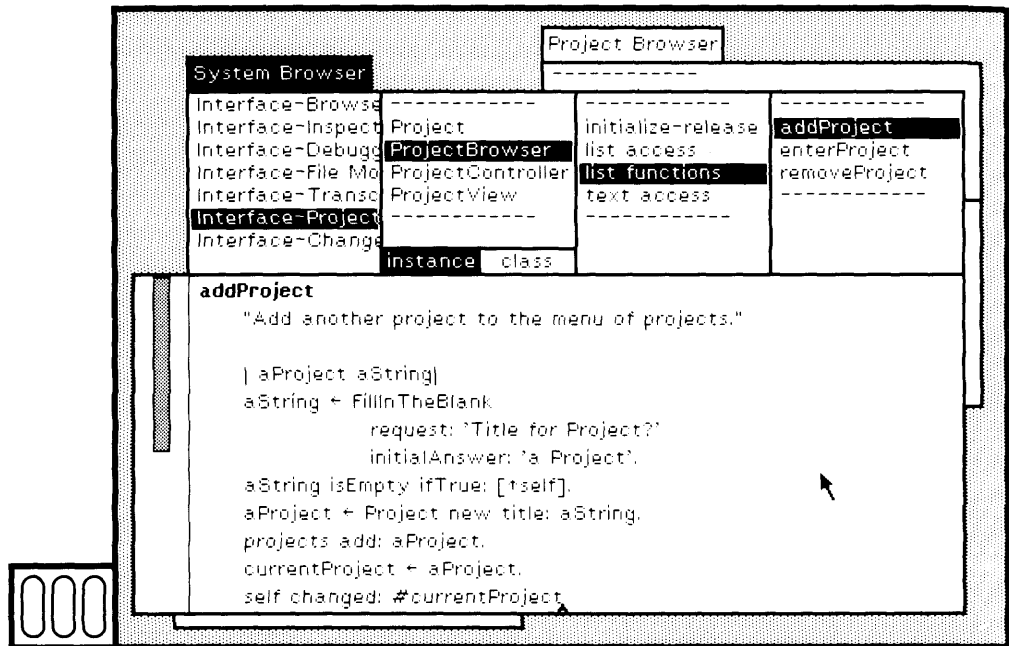 Project Browser
------------
System Browser
Interface-Browse
Interface-Inspect
Interface-Debugg
Interface-File Mo
Interface-Transc
Interface-Project
Interface-Change
------------
Project
ProjectBrowser
ProjectController
ProjectView
------------
instance class
------------
initialize-release
list access
list functions
text access
------------
------------
addProject
enterProject
removeProject
------------
addProject
"Add another project to the menu of projects."
| aProject aString|
aString ← FillInTheBlank
request: 'Title for Project?'
initialAnswer: 'a Project'.
aString isEmpty ifTrue: [↑self].
aProject ← Project new title: aString.
projects add: aProject.
currentProject ← aProject.
self changed: #currentProject